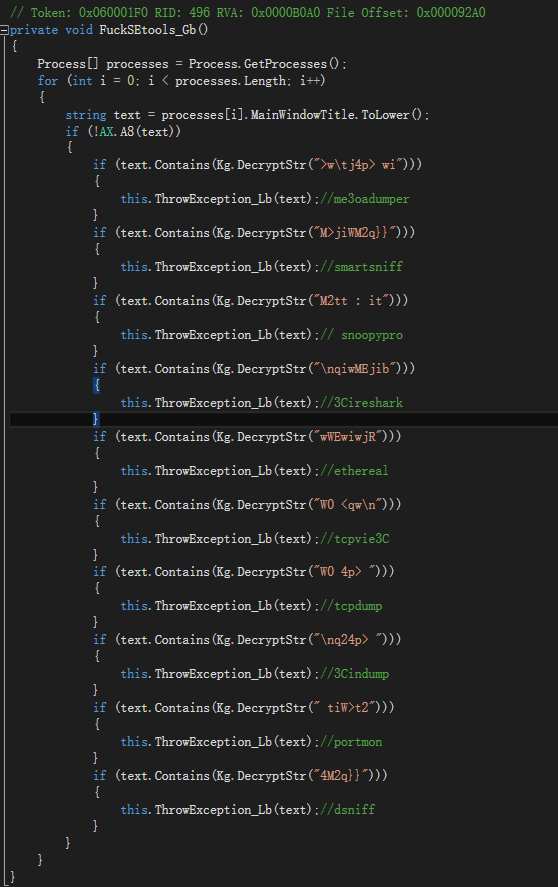 // Token: 0x060001F0 RID: 496 RVA: 0x0000B0A0 File Offset: 0x000092A0
private void FuckSEtools_Gb()
{
    Process[] processes = Process.GetProcesses();
    for (int i = 0; i < processes.Length; i++)
    {
        string text = processes[i].MainWindowTitle.ToLower();
        if (!AX.A8(text))
        {
            if (text.Contains(Kg.DecryptStr(">w\tj4p> wi")))
            {
                this.ThrowException_Lb(text);//me3oadumper
            }
            if (text.Contains(Kg.DecryptStr("M>jiWM2q}}")))
            {
                this.ThrowException_Lb(text);//smartsniff
            }
            if (text.Contains(Kg.DecryptStr("M2tt : it")))
            {
                this.ThrowException_Lb(text);// snoopypro
            }
            if (text.Contains(Kg.DecryptStr("\nqiwMEjib")))
            {
                this.ThrowException_Lb(text);//3Cireshark
            }
            if (text.Contains(Kg.DecryptStr("wWEwiwjR")))
            {
                this.ThrowException_Lb(text);//ethereal
            }
            if (text.Contains(Kg.DecryptStr("W0 <qw\n")))
            {
                this.ThrowException_Lb(text);//tcpvie3C
            }
            if (text.Contains(Kg.DecryptStr("W0 4p> ")))
            {
                this.ThrowException_Lb(text);//tcpdump
            }
            if (text.Contains(Kg.DecryptStr("\nq24p> ")))
            {
                this.ThrowException_Lb(text);//3Cindump
            }
            if (text.Contains(Kg.DecryptStr(" tiW>t2")))
            {
                this.ThrowException_Lb(text);//portmon
            }
            if (text.Contains(Kg.DecryptStr("4M2q}}")))
            {
                this.ThrowException_Lb(text);//dsniff
            }
        }
    }
}